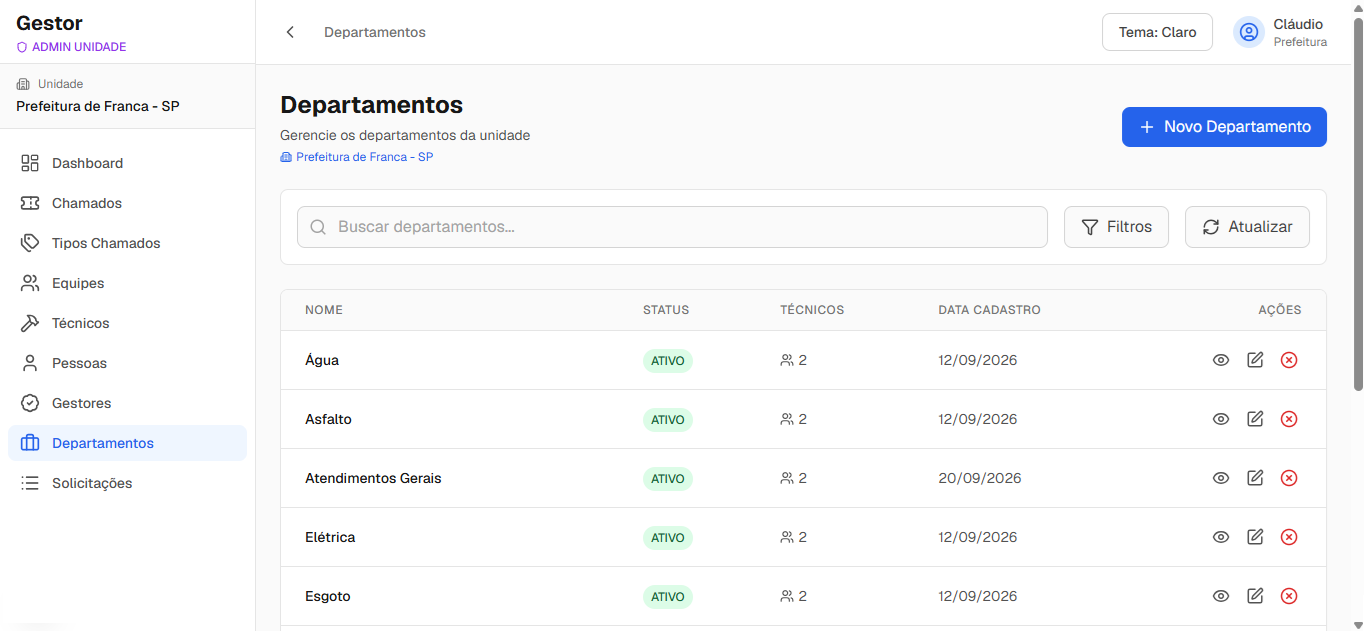 Gestor
ADMIN UNIDADE
Unidade
Prefeitura de Franca - SP
Dashboard
Chamados
Tipos Chamados
Equipes
Técnicos
Pessoas
Gestores
Departamentos
Solicitações
Departamentos
Tema: Claro
Cláudio
Prefeitura
Departamentos
Gerencie os departamentos da unidade
Prefeitura de Franca - SP
Novo Departamento
Buscar departamentos...
Filtros
Atualizar
NOME STATUS TÉCNICOS DATA CADASTRO AÇÕES
Água ATIVO 2 12/09/2026
Asfalto ATIVO 2 12/09/2026
Atendimentos Gerais ATIVO 2 20/09/2026
Elétrica ATIVO 2 12/09/2026
Esgoto ATIVO 2 12/09/2026